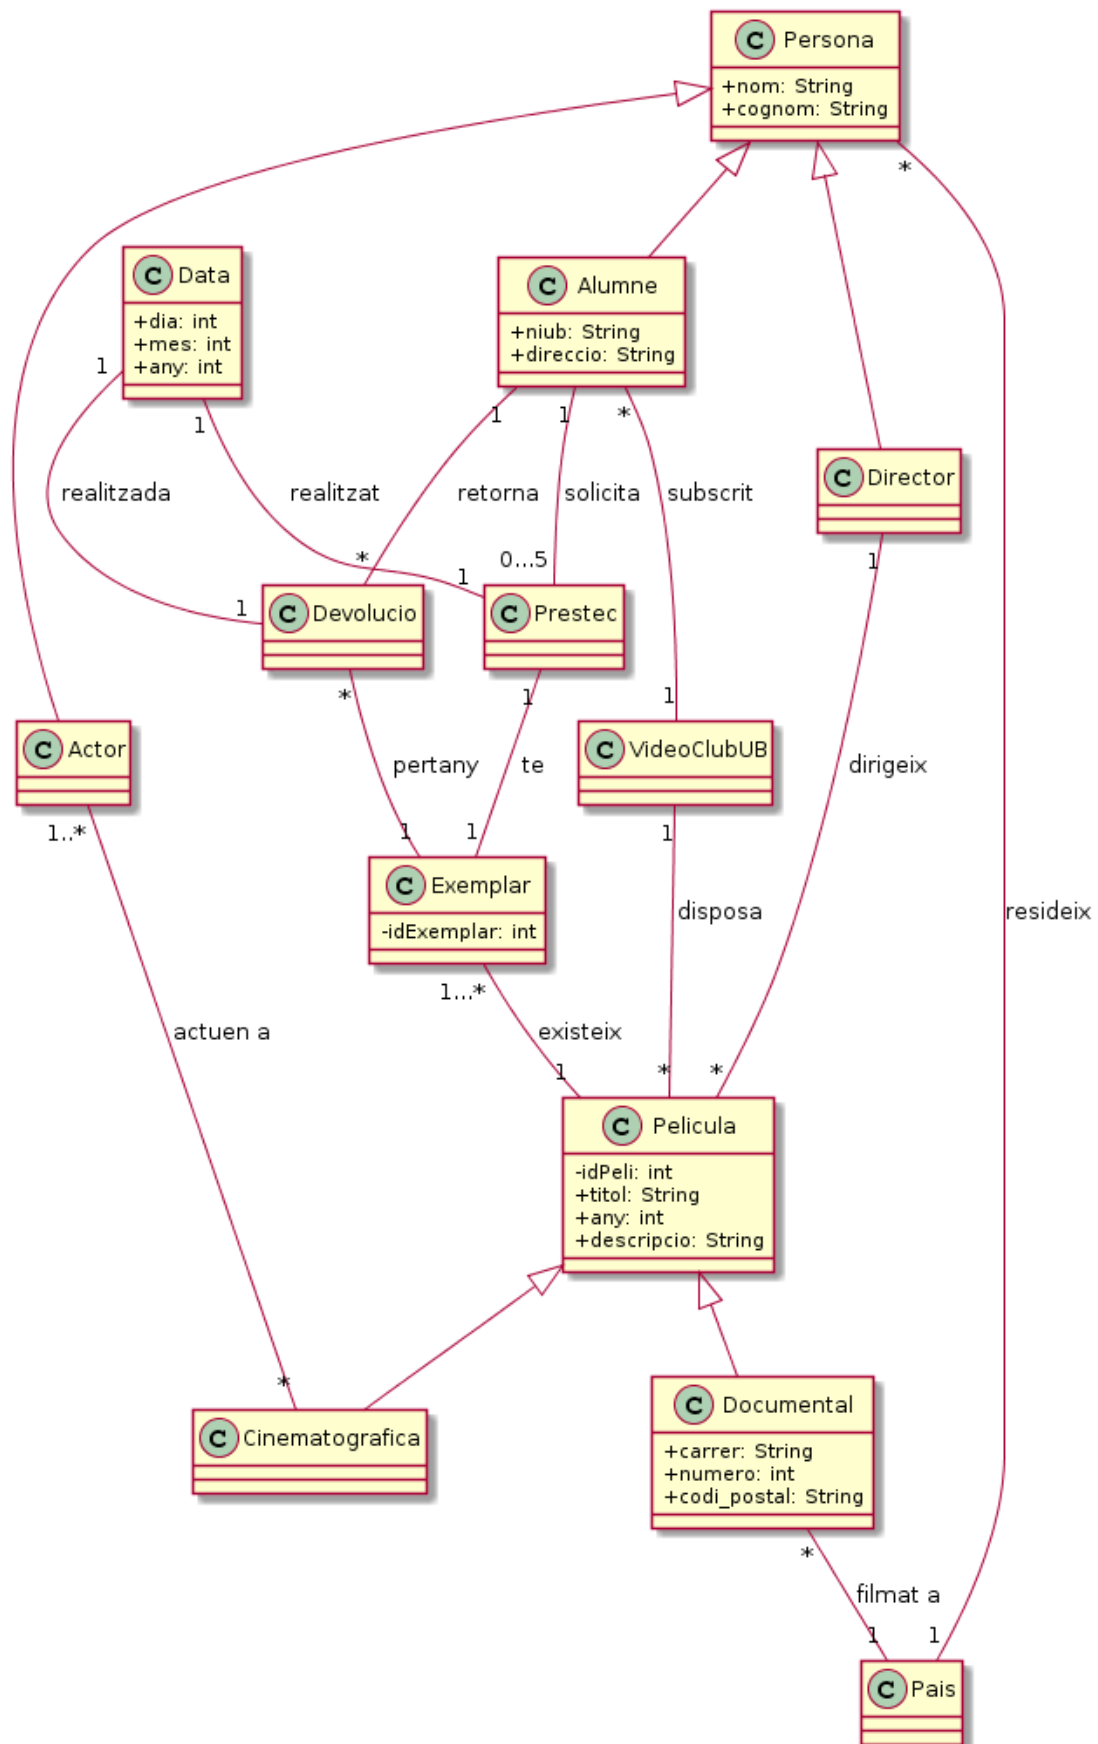 C Persona
+nom: String
+cognom: String
*
C Data
+dia: int
+mes: int
+any: int
1
1
C Alumne
+niub: String
+direccio: String
1
1
*
C Director
1
realitzada
realitzat
retorna
solicita
subscrit
*
0...5
1
1
C Devolucio
C Prestec
*
1
1
C Actor
1..*
C VideoClubUB
1
pertany
te
dirigeix
1
1
C Exemplar
-idExemplar: int
1...*
disposa
resideix
actuen a
existeix
1
*
*
C Pelicula
-idPeli: int
+titol: String
+any: int
+descripcio: String
*
C Cinematografica
C Documental
+carrer: String
+numero: int
+codi_postal: String
*
filmat a
1
1
C Pais